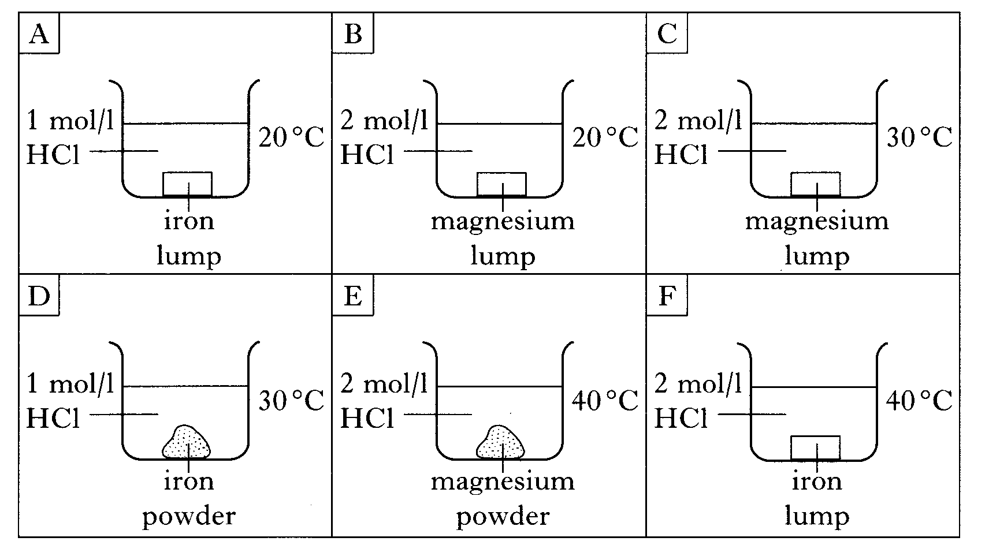 A
1 mol/l
HCl
20 °C
iron
lump
B
2 mol/l
HCl
20 °C
magnesium
lump
C
2 mol/l
HCl
30 °C
magnesium
lump
D
1 mol/l
HCl
30 °C
iron
powder
E
2 mol/l
HCl
40 °C
magnesium
powder
F
2 mol/l
HCl
40 °C
iron
lump